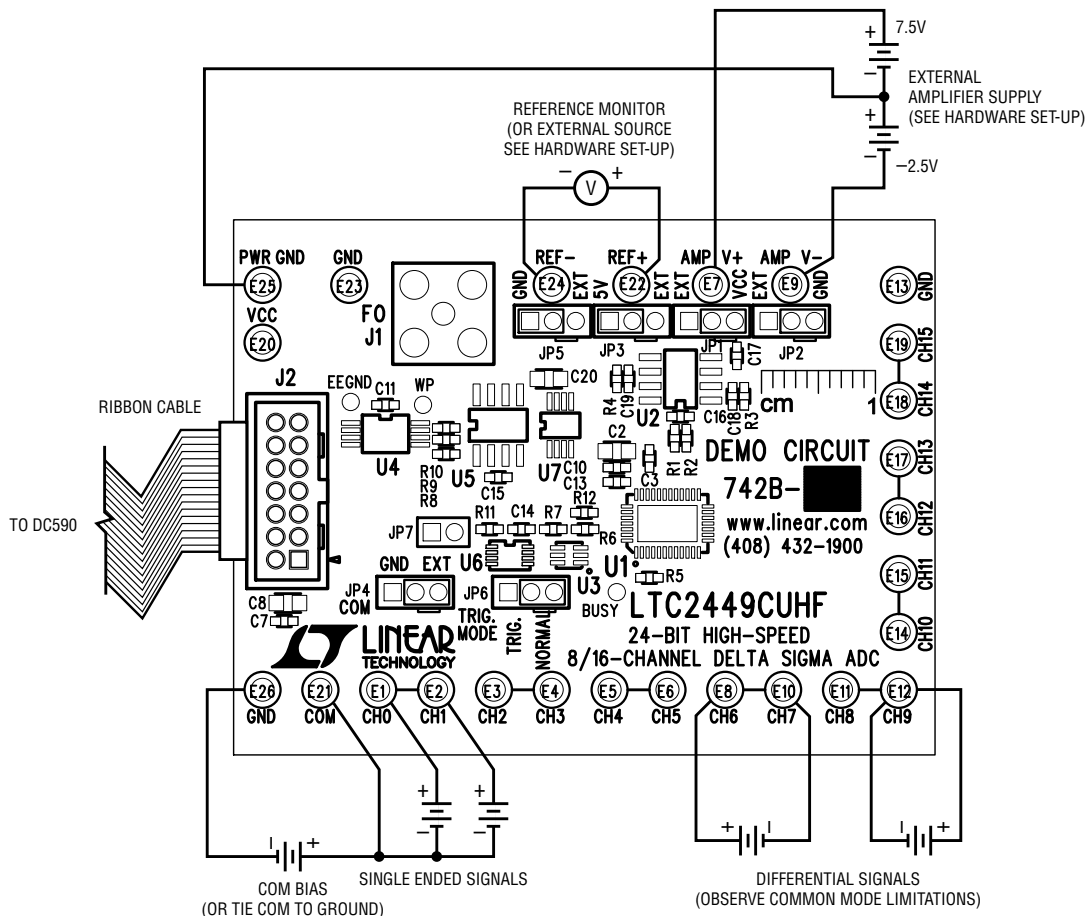 7.5V
EXTERNAL
AMPLIFIER SUPPLY
(SEE HARDWARE SET-UP)
−2.5V
REFERENCE MONITOR
(OR EXTERNAL SOURCE
SEE HARDWARE SET-UP)
− V +
+
−
+
−
PWR GND
E25
GND
E23
VCC
E20
F0
J1
REF-
E24
GND
EXT
JP5
REF+
E22
5V
EXT
JP3
AMP V+
E7
EXT
VCC
JP1
AMP V-
E9
EXT
GND
JP2
E13
GND
E19
CH15
E18
CH14
E17
CH13
E16
CH12
E15
CH11
E14
CH10
RIBBON CABLE
TO DC590
J2
EEGND
C11
WP
U4
R10
R9
R8
U5
C15
U7
C20
C10
C13
R4
C19
U2
C17
C16
C18
R3
cm 1
C2
C3
R1
R2
R12
R11
C14
R7
R6
U6
U3
U1
R5
BUSY
JP7
GND EXT
JP4
COM
JP6
TRIG.
MODE
TRIG.
NORMAL
C8
C7
DEMO CIRCUIT
742B-
www.linear.com
(408) 432-1900
LTC2449CUHF
24-BIT HIGH-SPEED
8/16-CHANNEL DELTA SIGMA ADC
LINEAR
TECHNOLOGY
E26 E21 E1 E2 E3 E4 E5 E6 E8 E10 E11 E12
GND COM CH0 CH1 CH2 CH3 CH4 CH5 CH6 CH7 CH8 CH9
+
−
+
−
− +
+ −
+ −
COM BIAS
(OR TIE COM TO GROUND)
SINGLE ENDED SIGNALS
DIFFERENTIAL SIGNALS
(OBSERVE COMMON MODE LIMITATIONS)